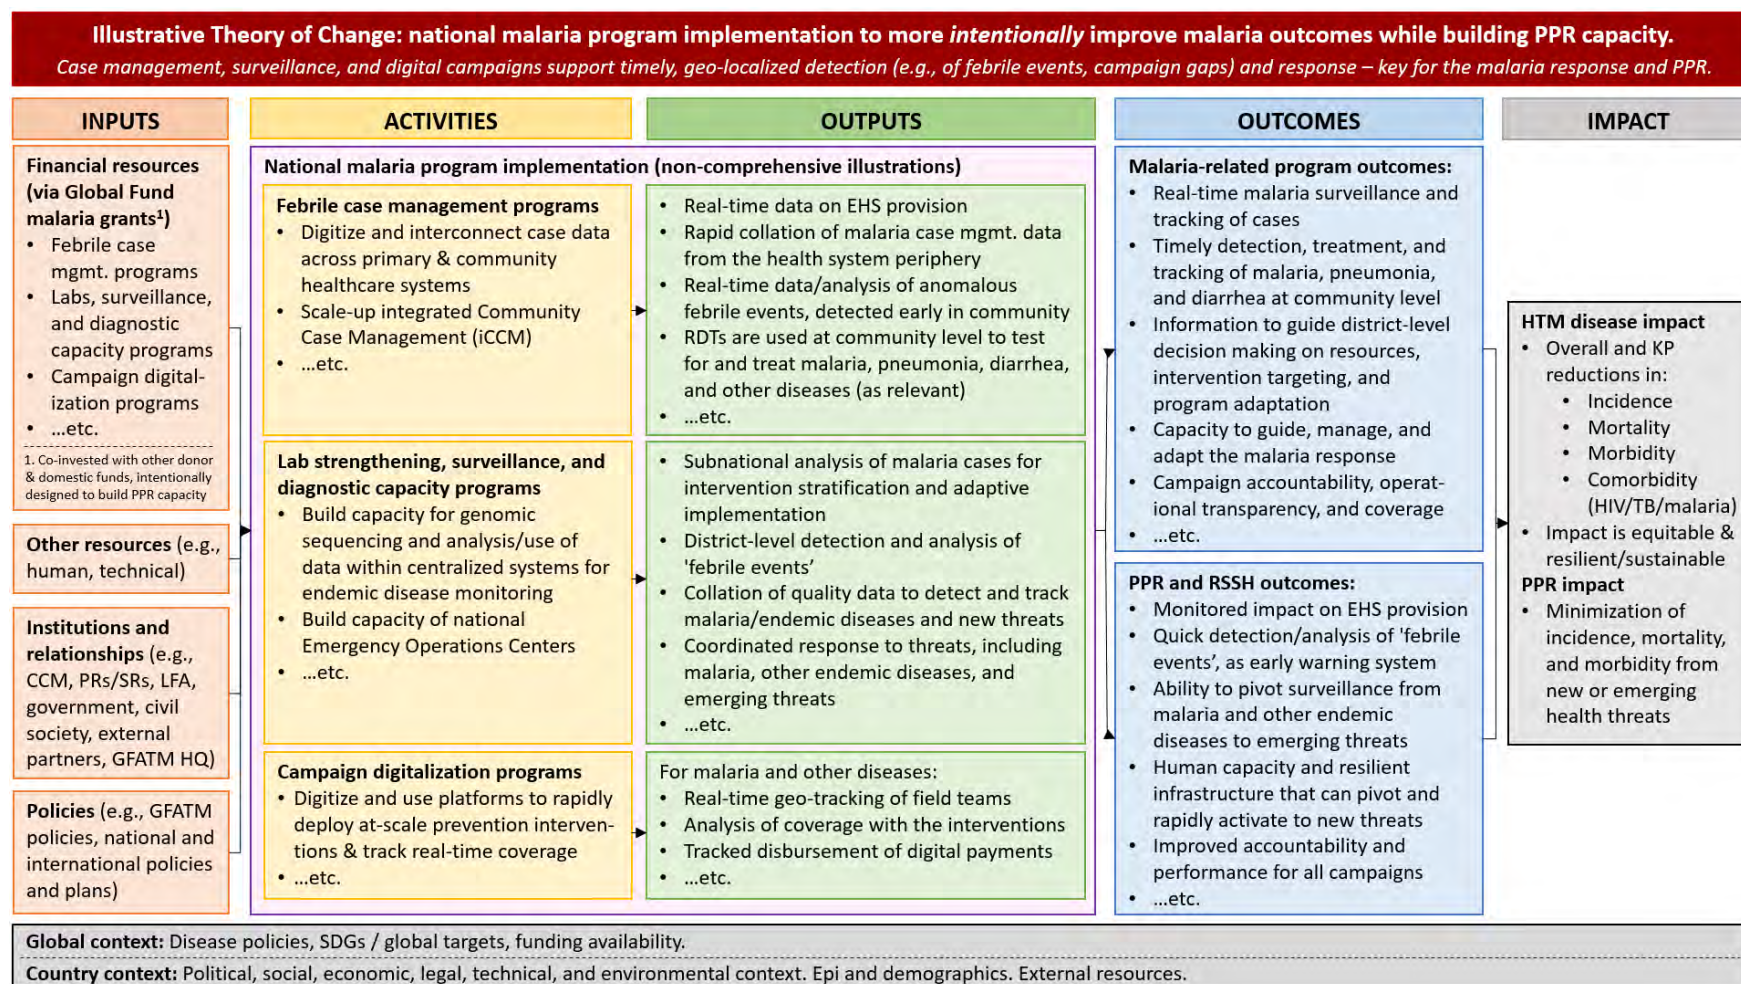 Illustrative Theory of Change: national malaria program implementation to more intentionally improve malaria outcomes while building PPR capacity.
Case management, surveillance, and digital campaigns support timely, geo-localized detection (e.g., of febrile events, campaign gaps) and response – key for the malaria response and PPR.
INPUTS
Financial resources
(via Global Fund
malaria grants¹)
• Febrile case
mgmt. programs
• Labs, surveillance,
and diagnostic
capacity programs
• Campaign digital-
ization programs
• …etc.
1. Co-invested with other donor
& domestic funds, intentionally
designed to build PPR capacity
Other resources (e.g.,
human, technical)
Institutions and
relationships (e.g.,
CCM, PRs/SRs, LFA,
government, civil
society, external
partners, GFATM HQ)
Policies (e.g., GFATM
policies, national and
international policies
and plans)
ACTIVITIES
OUTPUTS
National malaria program implementation (non-comprehensive illustrations)
Febrile case management programs
• Digitize and interconnect case data
across primary & community
healthcare systems
• Scale-up integrated Community
Case Management (iCCM)
• …etc.
• Real-time data on EHS provision
• Rapid collation of malaria case mgmt. data
from the health system periphery
• Real-time data/analysis of anomalous
febrile events, detected early in community
• RDTs are used at community level to test
for and treat malaria, pneumonia, diarrhea,
and other diseases (as relevant)
• …etc.
Lab strengthening, surveillance, and
diagnostic capacity programs
• Build capacity for genomic
sequencing and analysis/use of
data within centralized systems for
endemic disease monitoring
• Build capacity of national
Emergency Operations Centers
• …etc.
• Subnational analysis of malaria cases for
intervention stratification and adaptive
implementation
• District-level detection and analysis of
'febrile events’
• Collation of quality data to detect and track
malaria/endemic diseases and new threats
• Coordinated response to threats, including
malaria, other endemic diseases, and
emerging threats
• …etc.
Campaign digitalization programs
• Digitize and use platforms to rapidly
deploy at-scale prevention interven-
tions & track real-time coverage
• …etc.
For malaria and other diseases:
• Real-time geo-tracking of field teams
• Analysis of coverage with the interventions
• Tracked disbursement of digital payments
• …etc.
OUTCOMES
Malaria-related program outcomes:
• Real-time malaria surveillance and
tracking of cases
• Timely detection, treatment, and
tracking of malaria, pneumonia,
and diarrhea at community level
• Information to guide district-level
decision making on resources,
intervention targeting, and
program adaptation
• Capacity to guide, manage, and
adapt the malaria response
• Campaign accountability, operat-
ional transparency, and coverage
• …etc.
PPR and RSSH outcomes:
• Monitored impact on EHS provision
• Quick detection/analysis of 'febrile
events’, as early warning system
• Ability to pivot surveillance from
malaria and other endemic
diseases to emerging threats
• Human capacity and resilient
infrastructure that can pivot and
rapidly activate to new threats
• Improved accountability and
performance for all campaigns
• …etc.
IMPACT
HTM disease impact
• Overall and KP
reductions in:
• Incidence
• Mortality
• Morbidity
• Comorbidity
(HIV/TB/malaria)
• Impact is equitable &
resilient/sustainable
PPR impact
• Minimization of
incidence, mortality,
and morbidity from
new or emerging
health threats
Global context: Disease policies, SDGs / global targets, funding availability.
Country context: Political, social, economic, legal, technical, and environmental context. Epi and demographics. External resources.